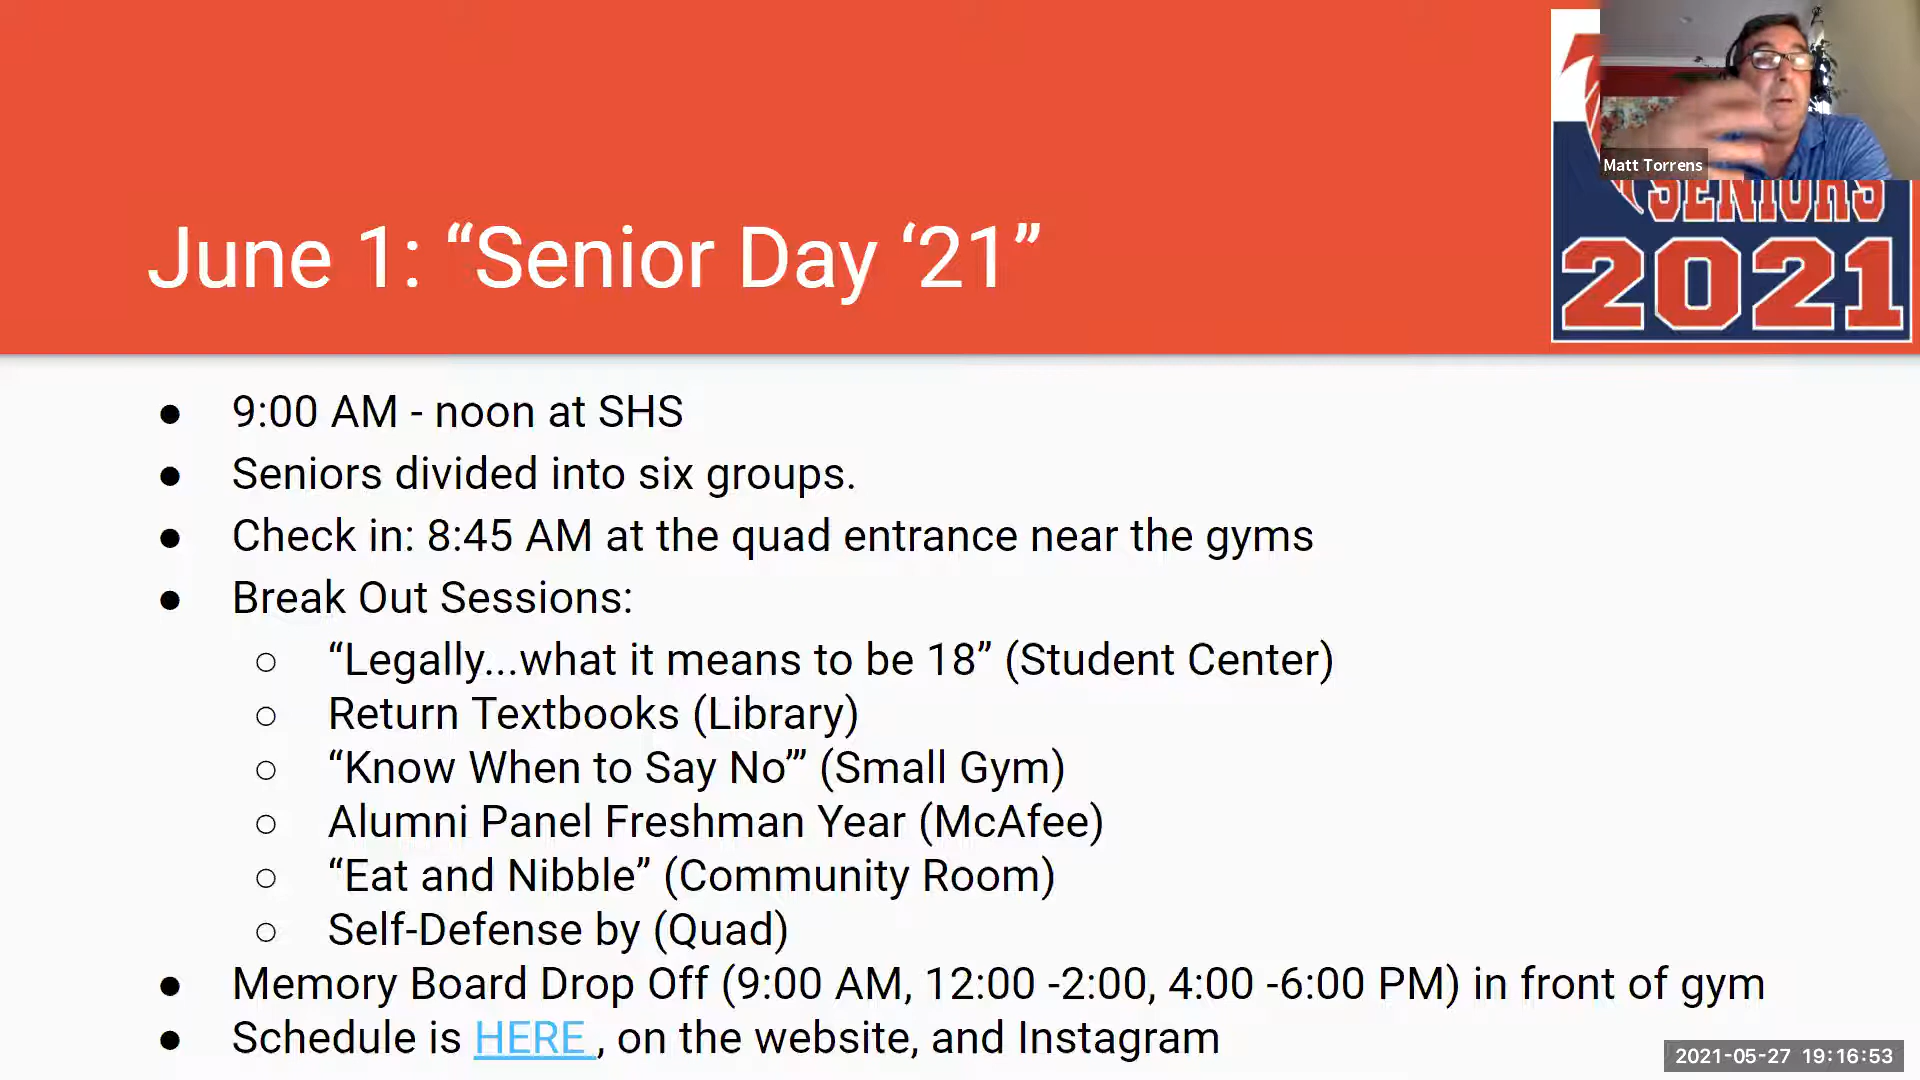 Matt Torrens
SENIORS
2021
June 1: “Senior Day ‘21”
● 9:00 AM - noon at SHS
● Seniors divided into six groups.
● Check in: 8:45 AM at the quad entrance near the gyms
● Break Out Sessions:
○ “Legally...what it means to be 18” (Student Center)
○ Return Textbooks (Library)
○ “Know When to Say No’” (Small Gym)
○ Alumni Panel Freshman Year (McAfee)
○ “Eat and Nibble” (Community Room)
○ Self-Defense by (Quad)
● Memory Board Drop Off (9:00 AM, 12:00 -2:00, 4:00 -6:00 PM) in front of gym
● Schedule is HERE , on the website, and Instagram
2021-05-27 19:16:53